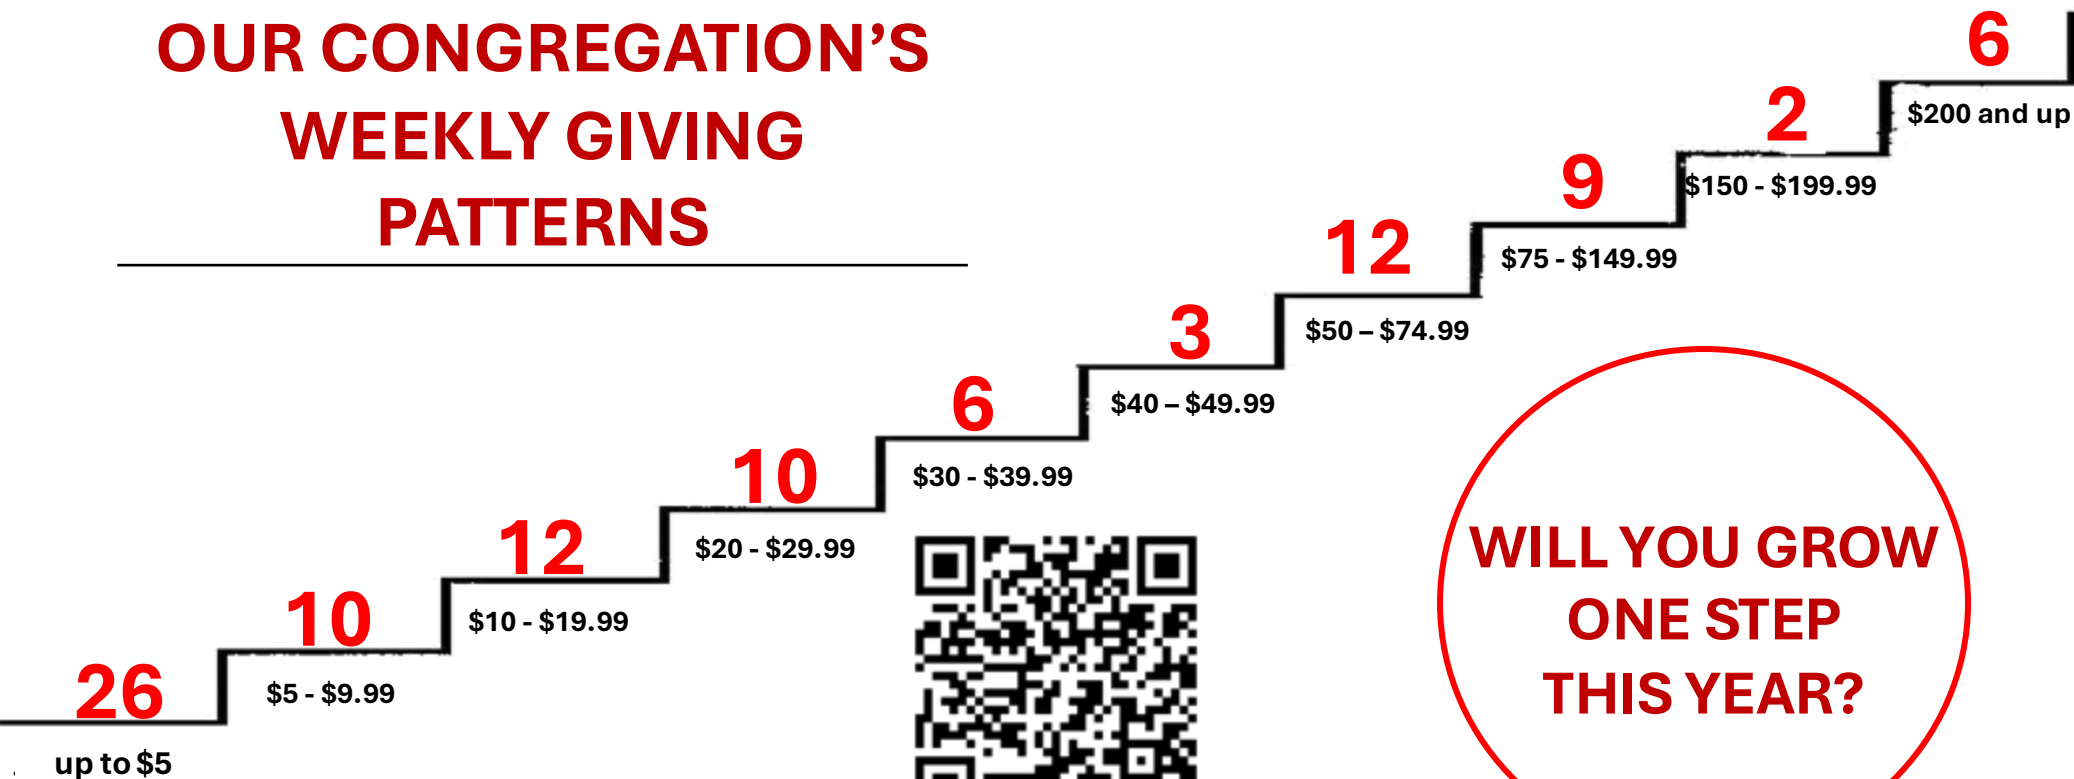 OUR CONGREGATION’S
WEEKLY GIVING
PATTERNS
6
$200 and up
2
$150 - $199.99
9
$75 - $149.99
12
$50 – $74.99
3
$40 – $49.99
6
$30 - $39.99
10
$20 - $29.99
12
$10 - $19.99
10
$5 - $9.99
26
up to $5
WILL YOU GROW
ONE STEP
THIS YEAR?